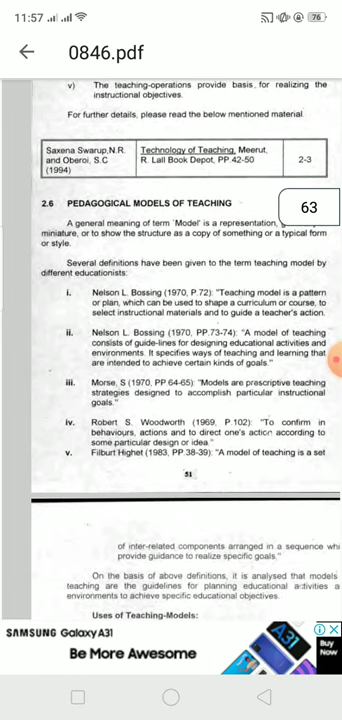 11:57
76
0846.pdf
v) The teaching-operations provide basis for realizing the
instructional objectives.
For further details, please read the below mentioned material.
Saxena Swarup,N.R. Technology of Teaching, Meerut,
and Oberoi, S.C R. Lall Book Depot, PP.42-50 2-3
(1994)
2.6 PEDAGOGICAL MODELS OF TEACHING
63
A general meaning of term 'Model' is a representation,
miniature, or to show the structure as a copy of something or a typical form
or style.
Several definitions have been given to the term teaching model by
different educationists:
i. Nelson L. Bossing (1970, P.72): "Teaching model is a pattern
or plan, which can be used to shape a curriculum or course, to
select instructional materials and to guide a teacher's action.
ii. Nelson L. Bossing (1970, PP.73-74): "A model of teaching
consists of guide-lines for designing educational activities and
environments. It specifies ways of teaching and learning that
are intended to achieve certain kinds of goals."
iii. Morse, S (1970, PP 64-65): "Models are prescriptive teaching
strategies designed to accomplish particular instructional
goals."
iv. Robert S. Woodworth (1969, P.102): "To confirm in
behaviours, actions and to direct one's action according to
some particular design or idea."
v. Filburt Highet (1983, PP.38-39): "A model of teaching is a set
51
of inter-related components arranged in a sequence whi
provide guidance to realize specific goals."
On the basis of above definitions, it is analysed that models
teaching are the guidelines for planning educational activities a
environments to achieve specific educational objectives.
Uses of Teaching-Models:
SAMSUNG Galaxy A31
Be More Awesome
A31
Buy
Now